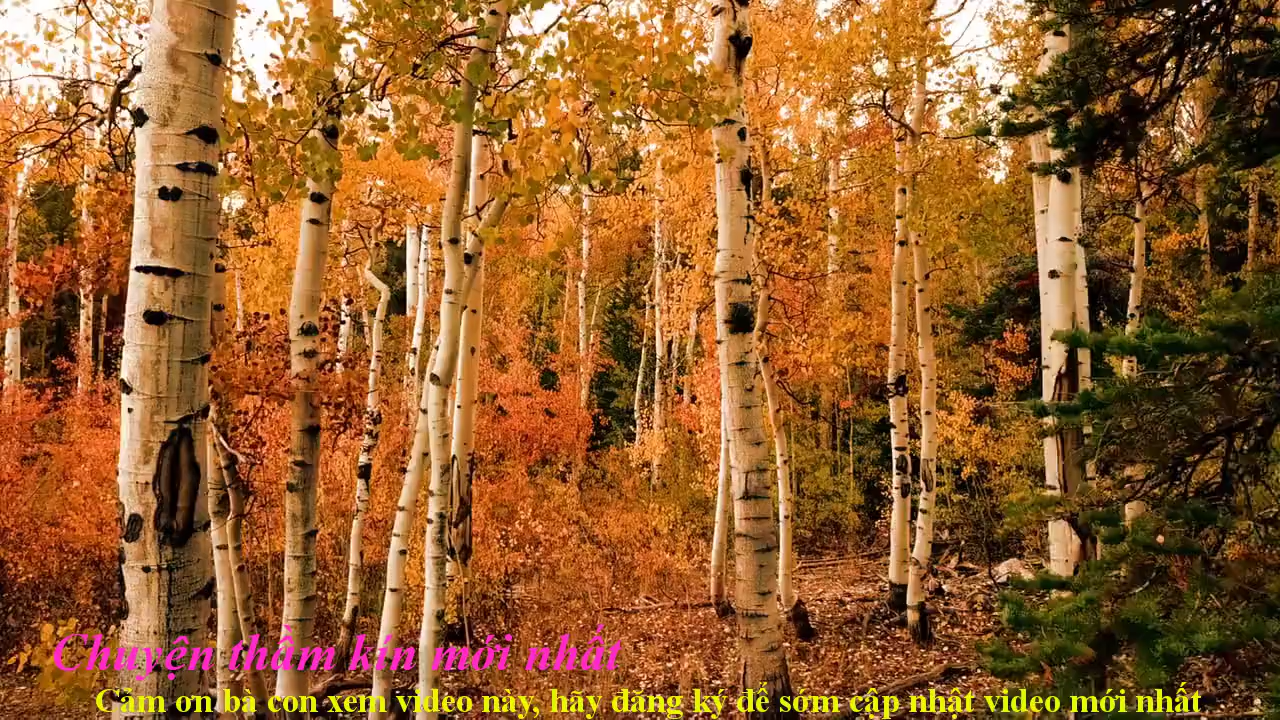 Chuyện thầm kín mới nhất
Cảm ơn bà con xem video này, hãy đăng ký để sớm cập nhật video mới nhất